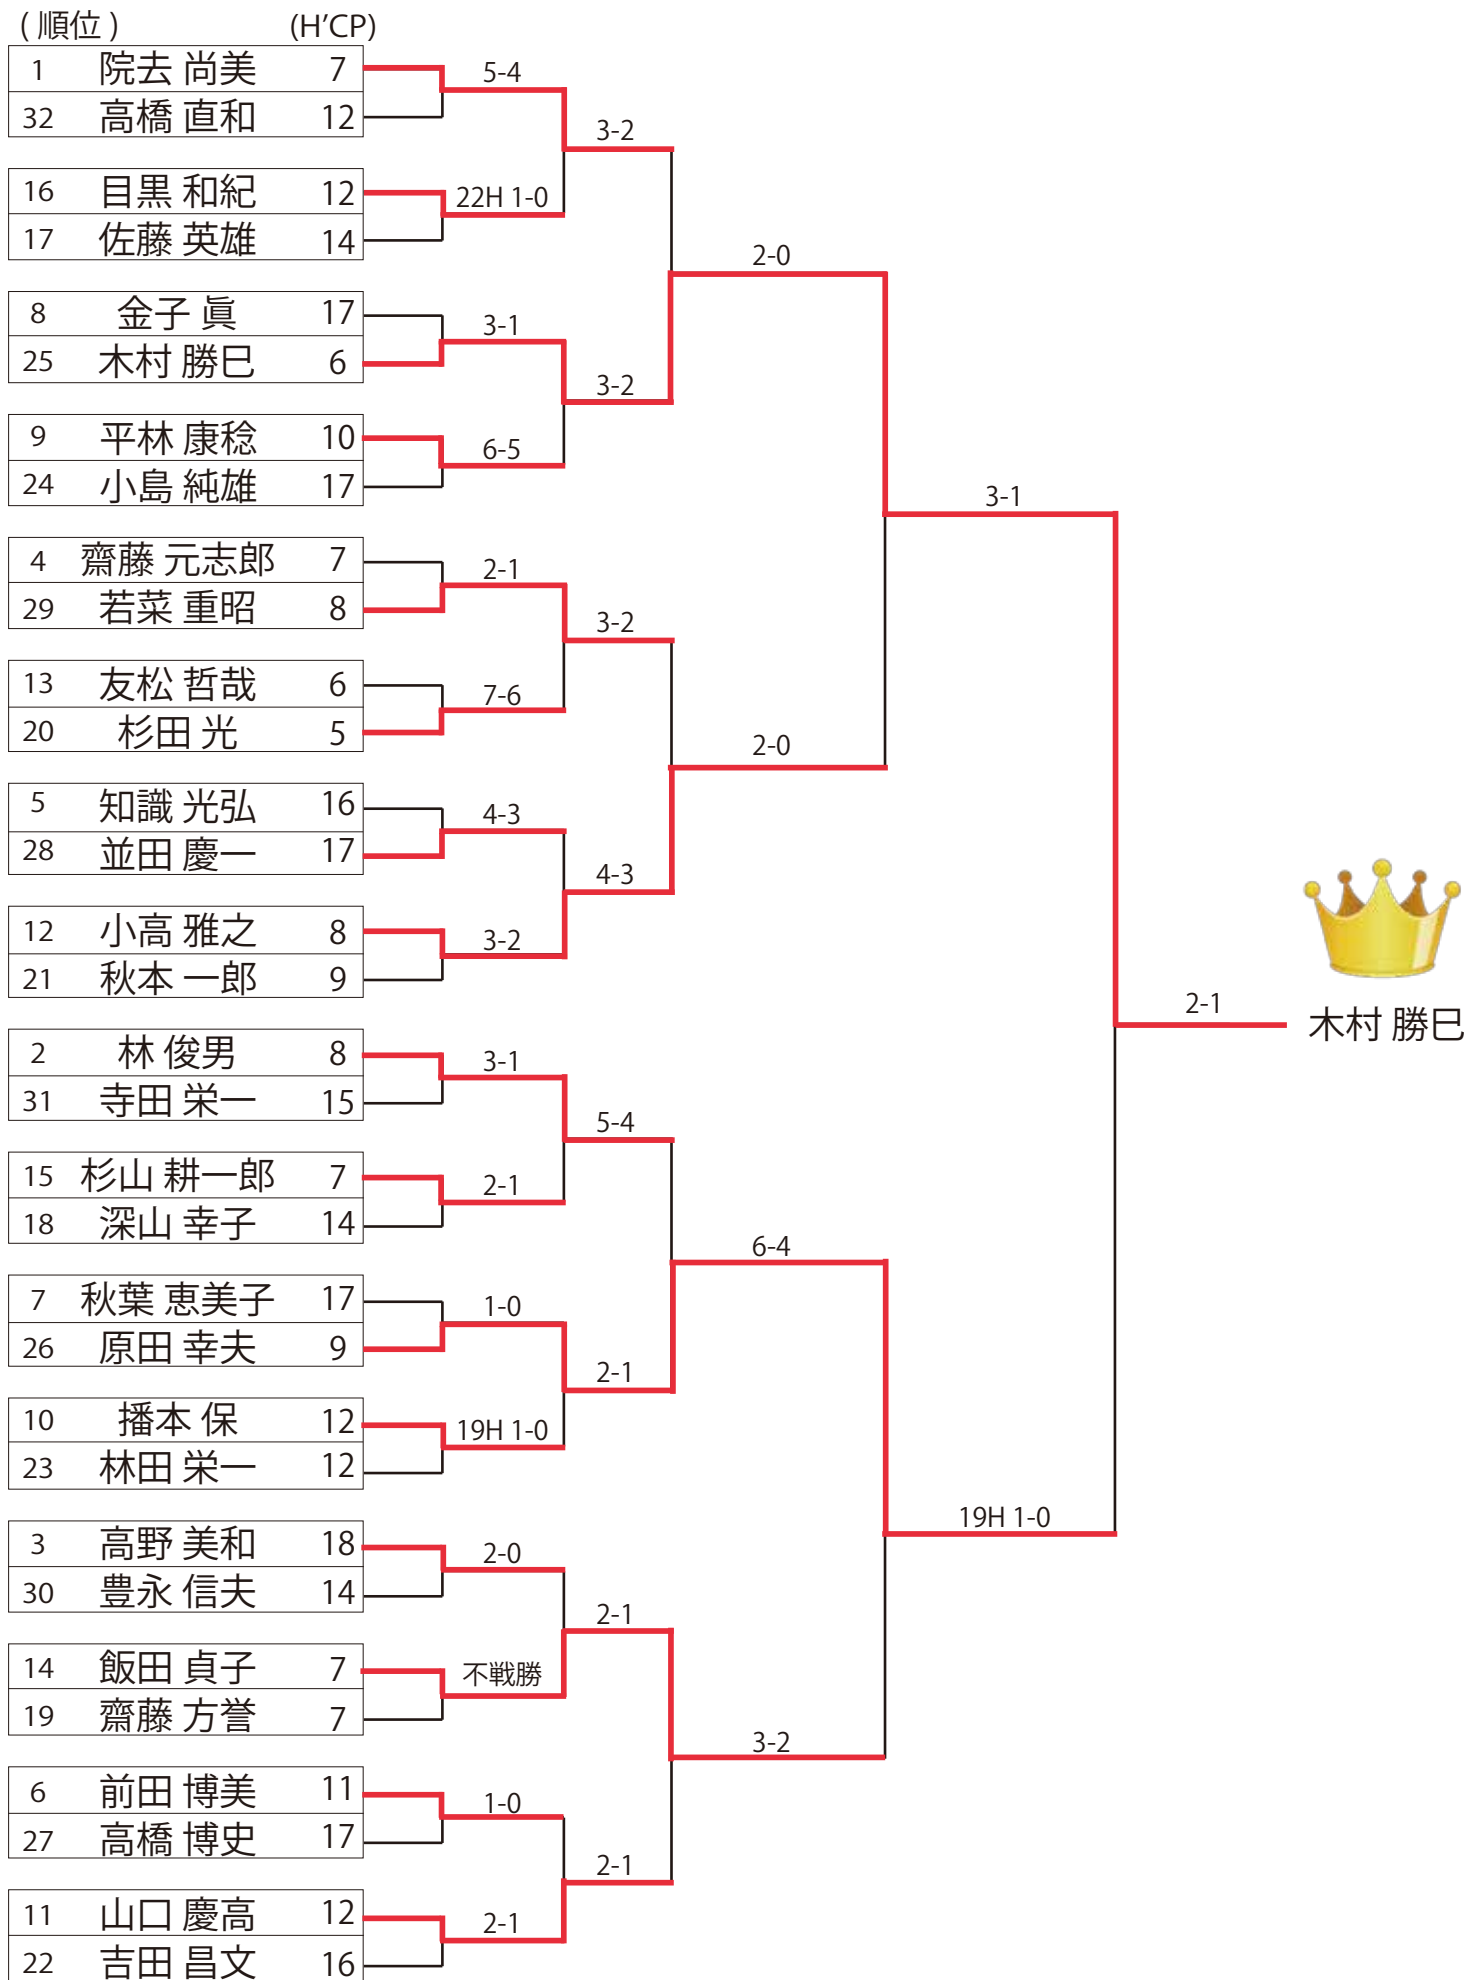 (順位) (H'CP)
1 院去 尚美 7
5-4
32 高橋 直和 12
3-2
16 目黒 和紀 12
22H 1-0
17 佐藤 英雄 14
2-0
8 金子 眞 17
3-1
25 木村 勝巳 6
3-2
9 平林 康稔 10
6-5
24 小島 純雄 17
3-1
4 齋藤 元志郎 7
2-1
29 若菜 重昭 8
3-2
13 友松 哲哉 6
7-6
20 杉田 光 5
2-0
5 知識 光弘 16
4-3
28 並田 慶一 17
4-3
12 小高 雅之 8
3-2
21 秋本 一郎 9
2-1
木村 勝巳
2 林 俊男 8
3-1
31 寺田 栄一 15
5-4
15 杉山 耕一郎 7
2-1
18 深山 幸子 14
6-4
7 秋葉 恵美子 17
1-0
26 原田 幸夫 9
2-1
10 播本 保 12
19H 1-0
23 林田 栄一 12
19H 1-0
3 高野 美和 18
2-0
30 豊永 信夫 14
2-1
14 飯田 貞子 7
不戦勝
19 齋藤 方誉 7
3-2
6 前田 博美 11
1-0
27 高橋 博史 17
2-1
11 山口 慶高 12
2-1
22 吉田 昌文 16